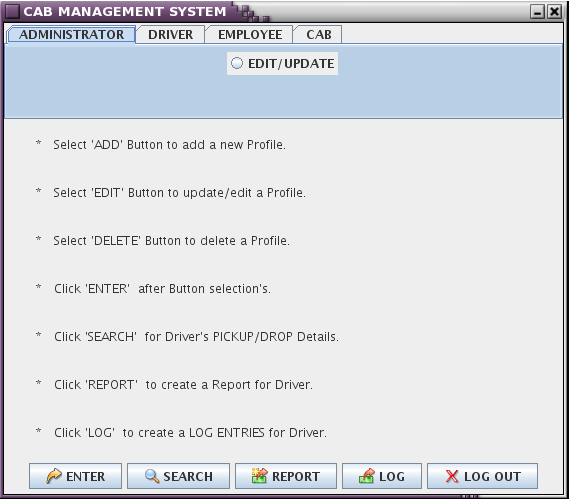 CAB MANAGEMENT SYSTEM
ADMINISTRATOR DRIVER EMPLOYEE CAB
EDIT/UPDATE
* Select 'ADD' Button to add a new Profile.
* Select 'EDIT' Button to update/edit a Profile.
* Select 'DELETE' Button to delete a Profile.
* Click 'ENTER' after Button selection's.
* Click 'SEARCH' for Driver's PICKUP/DROP Details.
* Click 'REPORT' to create a Report for Driver.
* Click 'LOG' to create a LOG ENTRIES for Driver.
ENTER SEARCH REPORT LOG LOG OUT